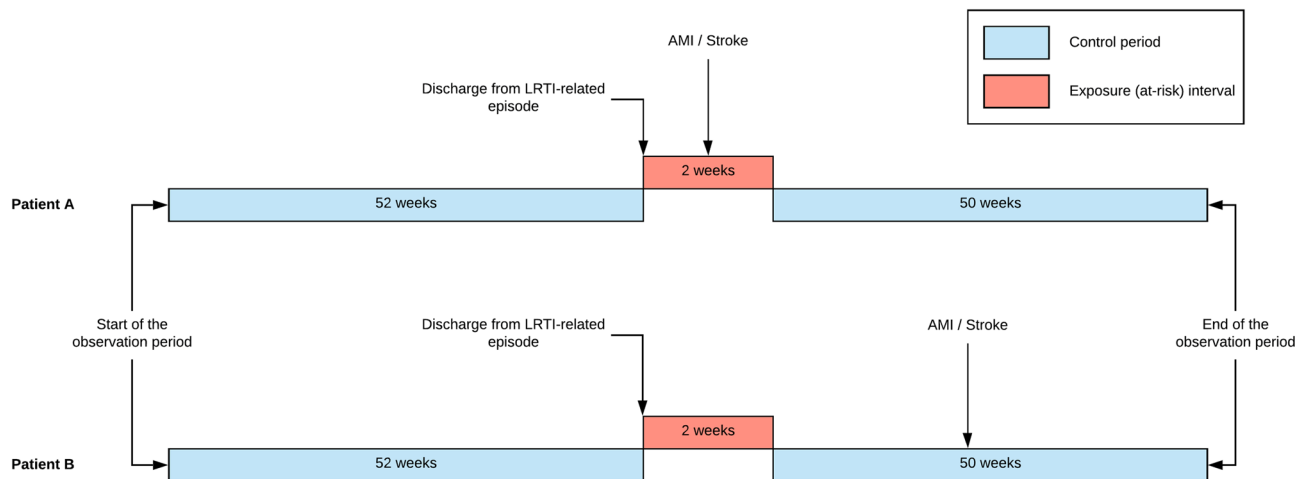 AMI / Stroke
Control period
Exposure (at-risk) interval
Discharge from LRTI-related
episode
2 weeks
Patient A
52 weeks
50 weeks
Start of the
observation period
End of the
observation period
Discharge from LRTI-related
episode
AMI / Stroke
2 weeks
Patient B
52 weeks
50 weeks